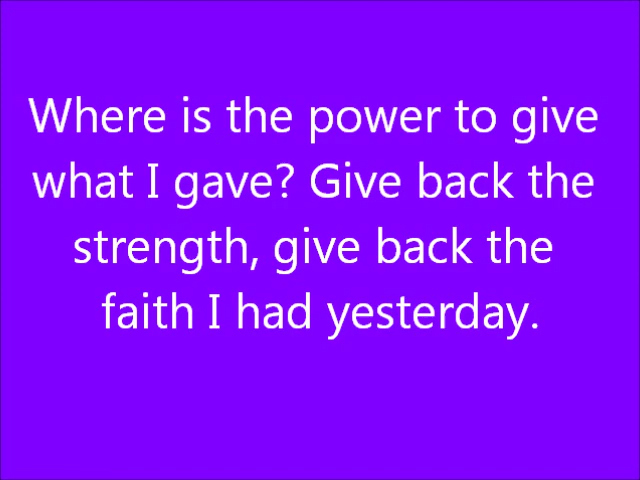 Where is the power to give
what I gave? Give back the
strength, give back the
faith I had yesterday.